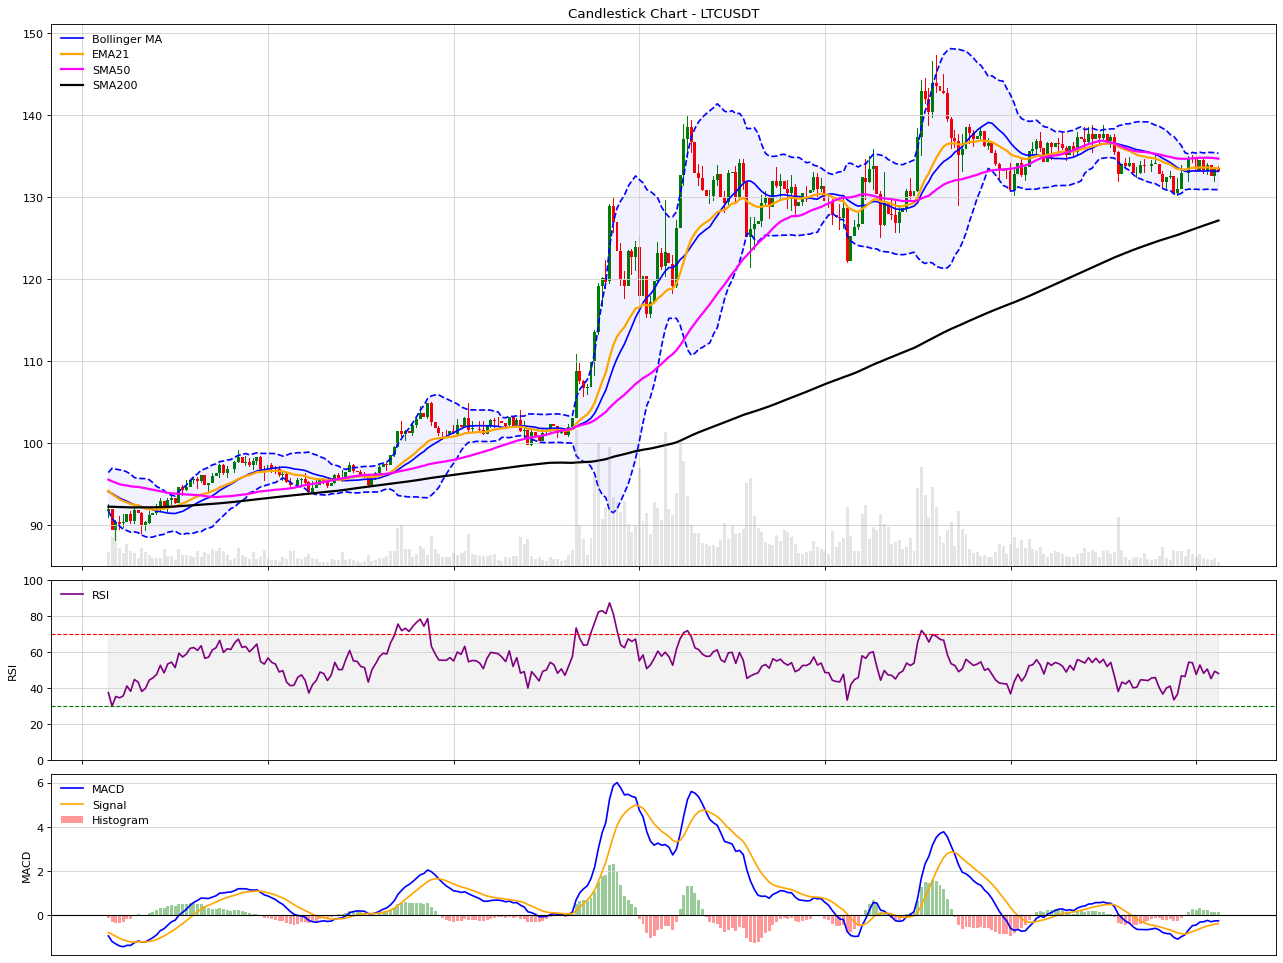 Candlestick Chart - LTCUSDT
150
140
130
120
110
100
90
Bollinger MA
EMA21
SMA50
SMA200
100
80
60
40
20
0
RSI
RSI
6
4
2
0
MACD
MACD
Signal
Histogram